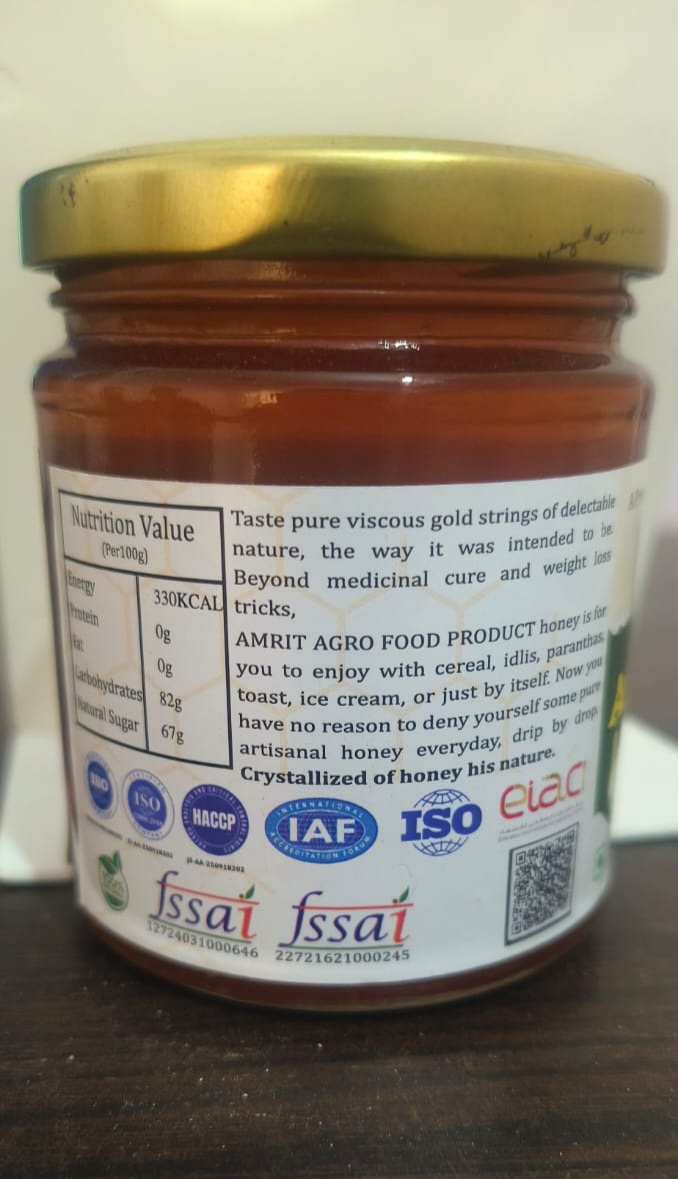 Nutrition Value
(Per100g)
Energy 330KCAL
Protein 0g
Fat 0g
Carbohydrates 82g
Natural Sugar 67g
Taste pure viscous gold strings of delectable
nature, the way it was intended to be.
Beyond medicinal cure and weight loss
tricks,
AMRIT AGRO FOOD PRODUCT honey is for
you to enjoy with cereal, idlis, paranthas,
toast, ice cream, or just by itself. Now you
have no reason to deny yourself some pure
artisanal honey everyday, drip by drop.
Crystallized of honey his nature.
ISO
ISO
HACCP
INTERNATIONAL
IAF
ACCREDITATION FORUM
ISO
eiac
fssai
12724031000646
fssai
22721621000245